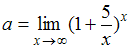 a = lim x→∞ (1 + 5/x)^x